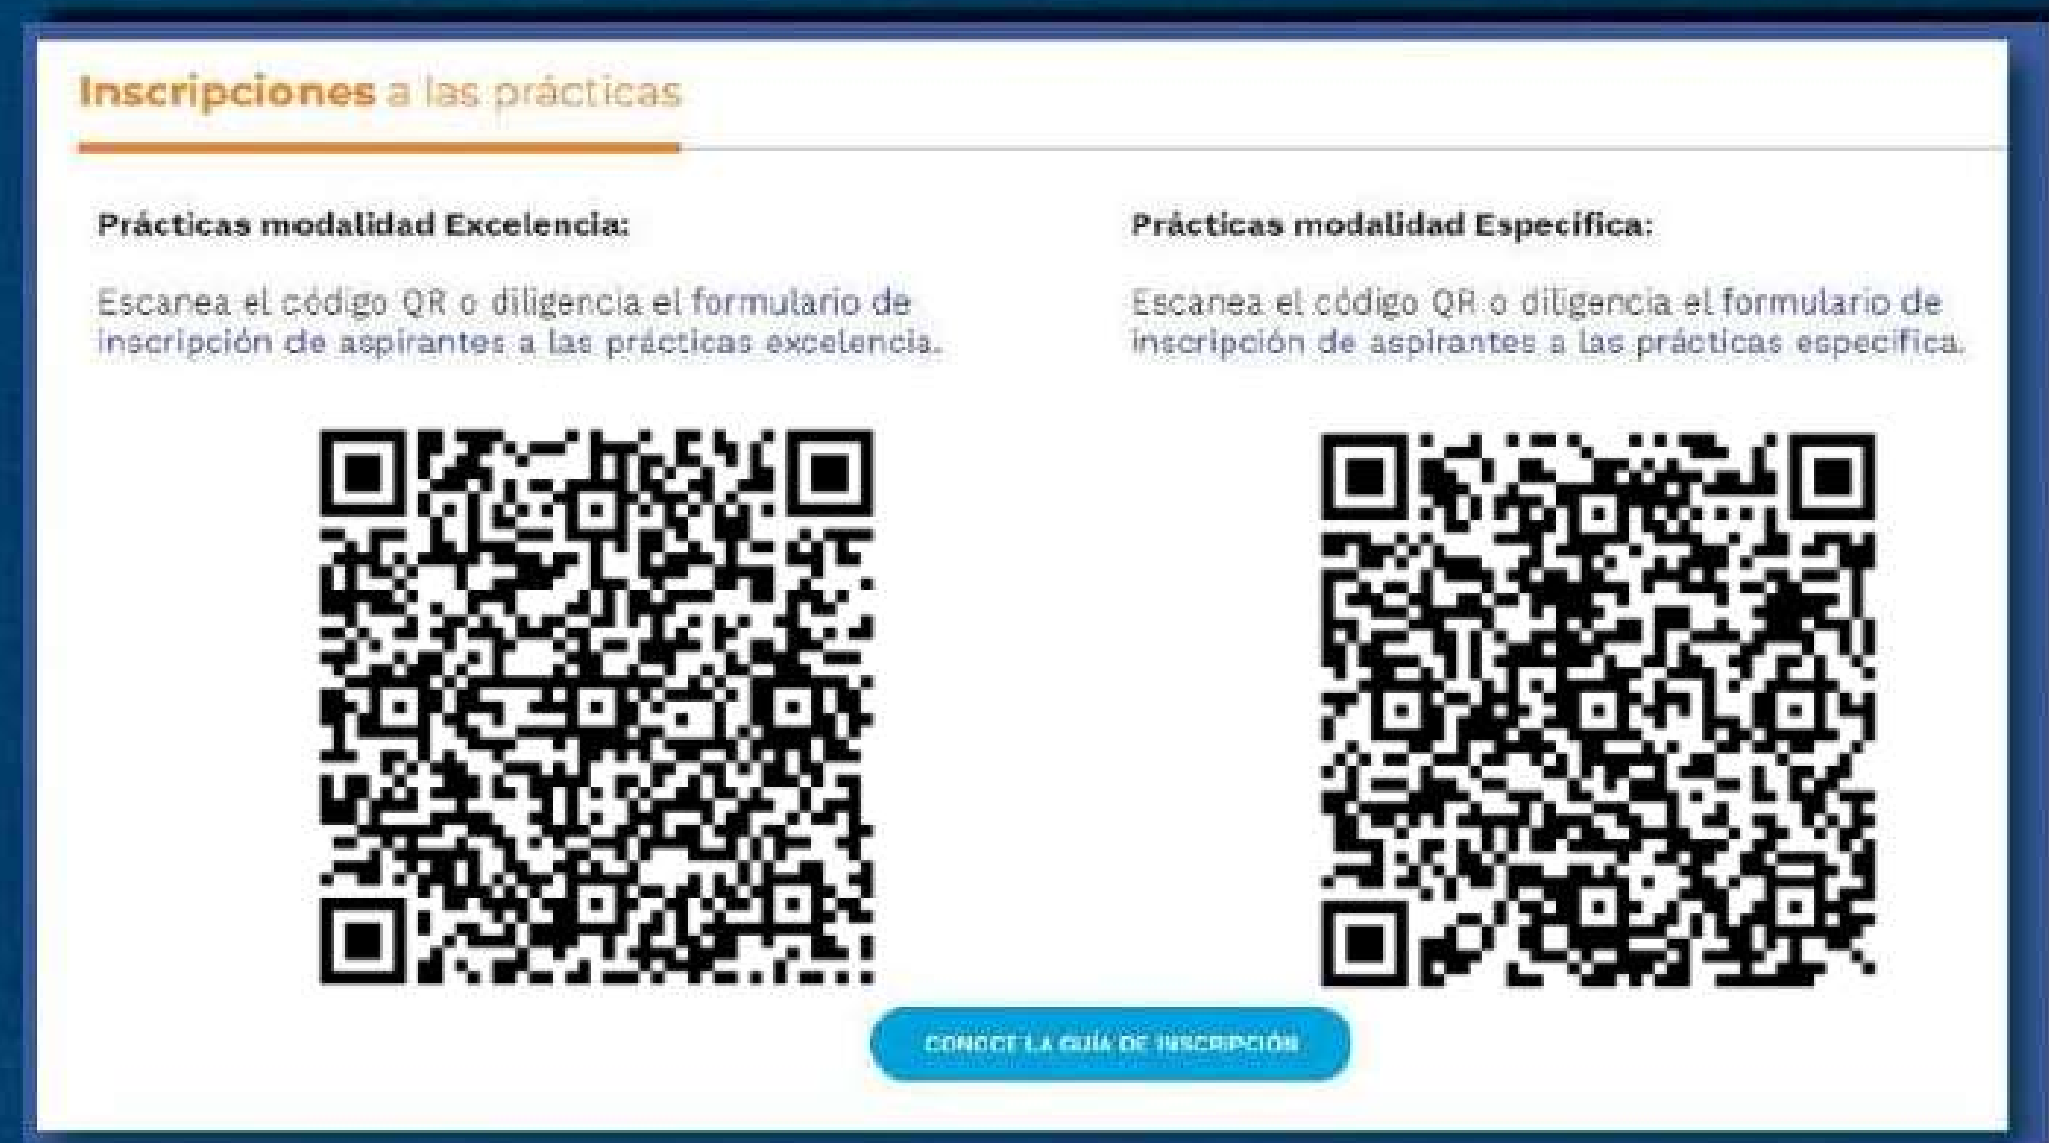 Inscripciones a las prácticas
Prácticas modalidad Excelencia:
Escanea el código QR o diligencia el formulario de
inscripción de aspirantes a las prácticas excelencia.
Prácticas modalidad Específica:
Escanea el código QR o diligencia el formulario de
inscripción de aspirantes a las prácticas específica.
CONOCE LA GUÍA DE INSCRIPCIÓN